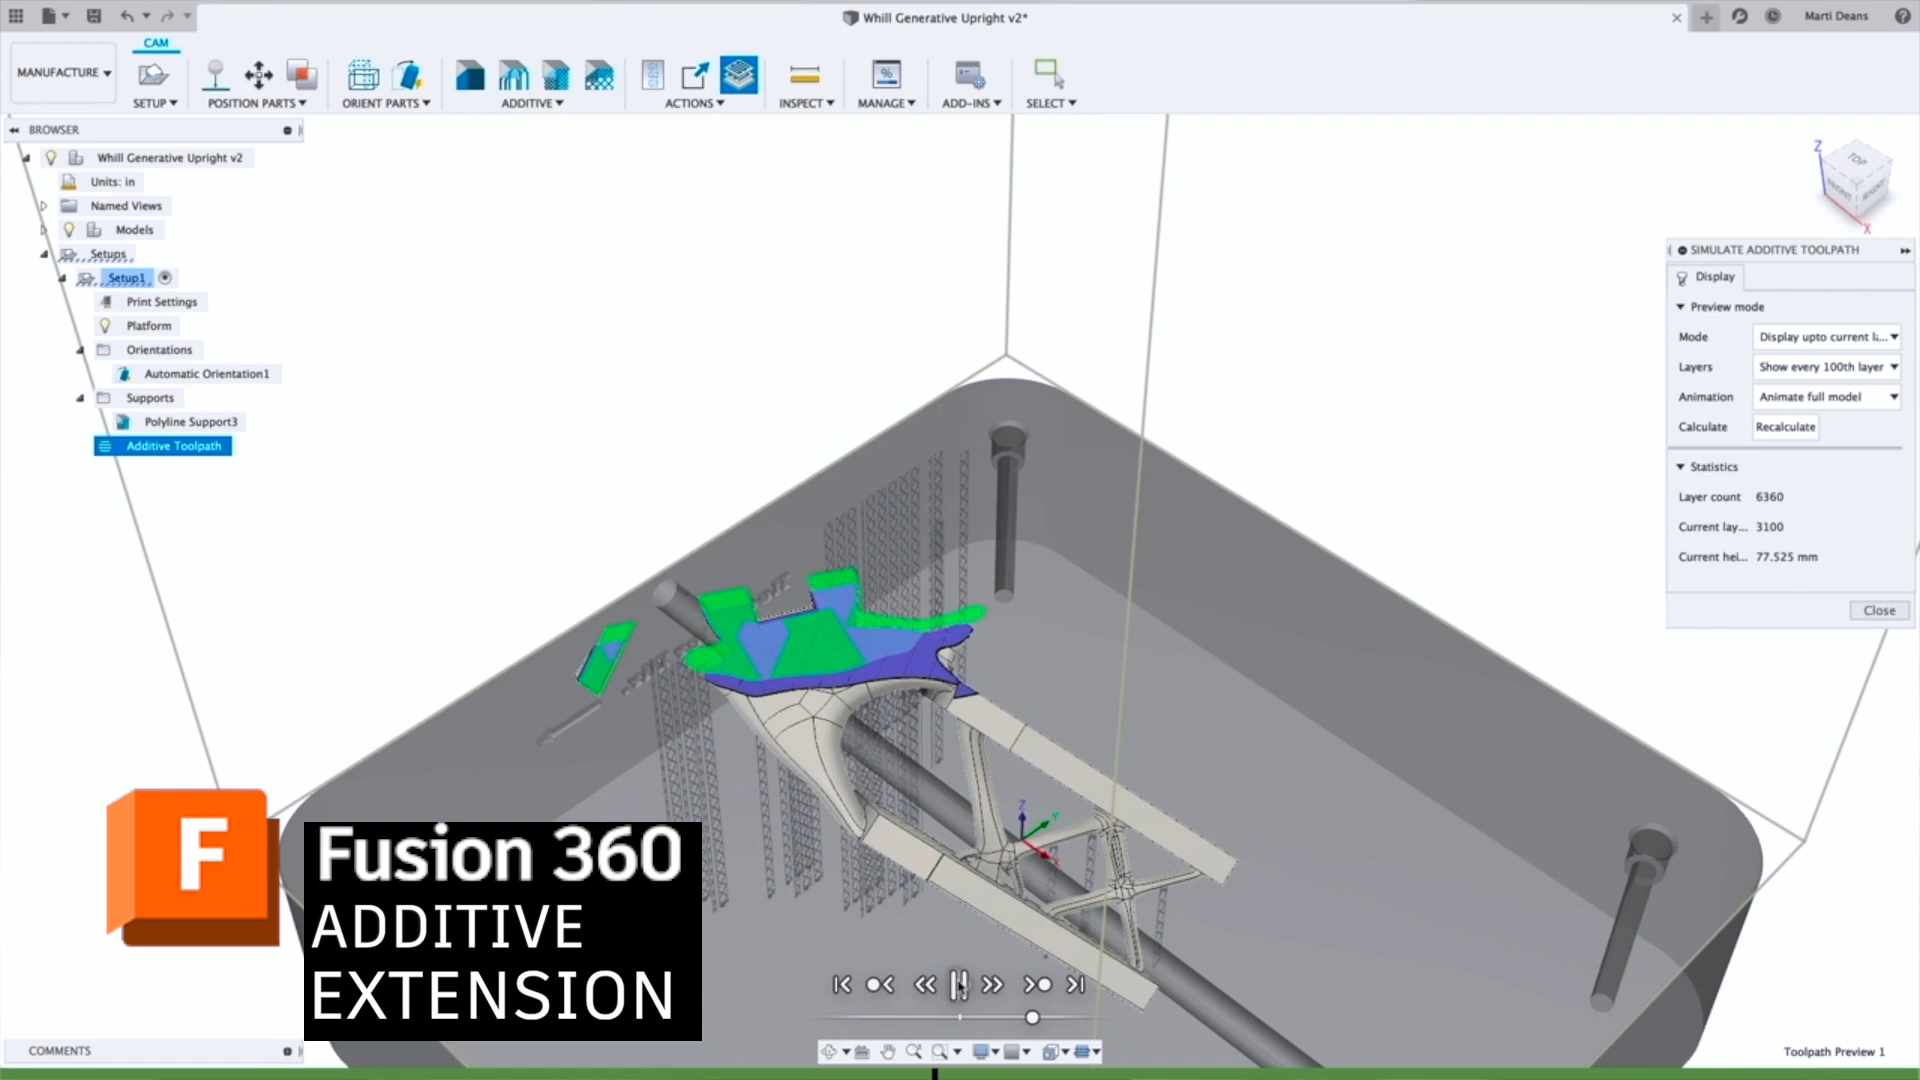 Whill Generative Upright v2*
Marti Deans
MANUFACTURE
CAM
SETUP
POSITION PARTS
ORIENT PARTS
ADDITIVE
ACTIONS
INSPECT
MANAGE
ADD-INS
SELECT
BROWSER
Whill Generative Upright v2
Units: in
Named Views
Models
Setups
Setup1
Print Settings
Platform
Orientations
Automatic Orientation1
Supports
Polyline Support3
Additive Toolpath
Z
TOP
FRONT
RIGHT
X
SIMULATE ADDITIVE TOOLPATH
Display
Preview mode
Mode Display upto current l...
Layers Show every 100th layer
Animation Animate full model
Calculate Recalculate
Statistics
Layer count 6360
Current lay... 3100
Current hei... 77.525 mm
Close
Z
Y
X
F
Fusion 360
ADDITIVE
EXTENSION
COMMENTS
Toolpath Preview 1